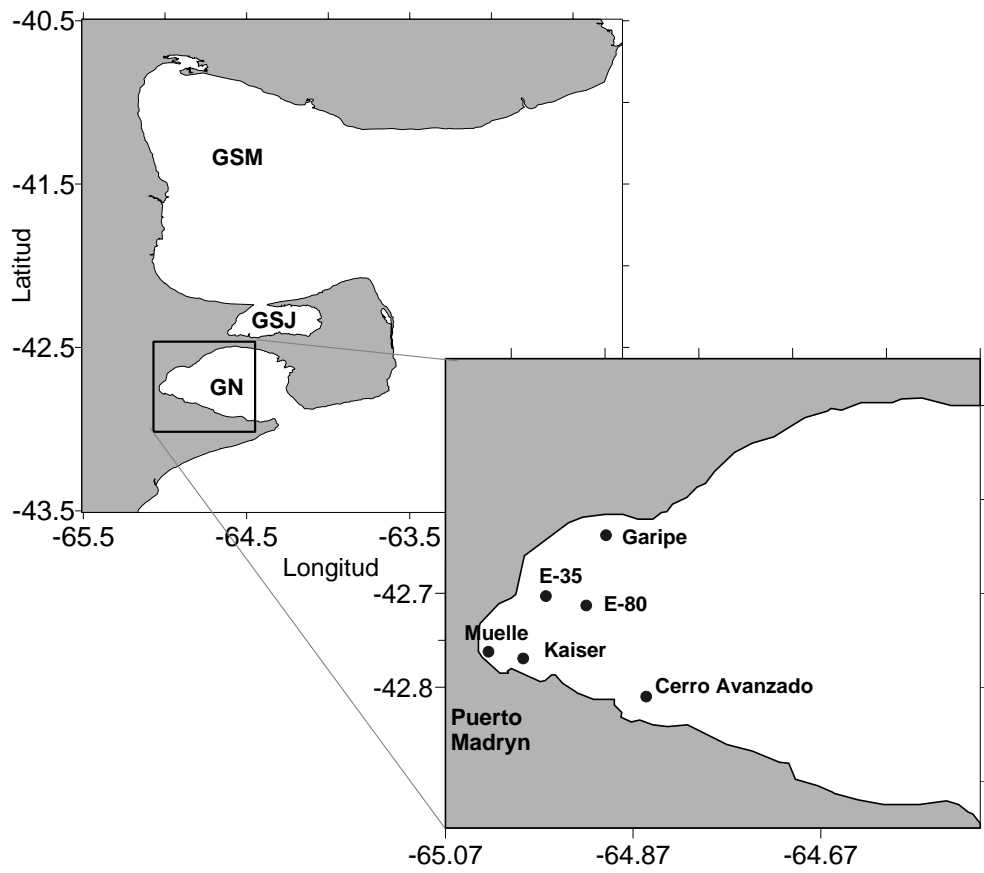 -40.5
GSM
-41.5
Latitud
GSJ
-42.5
GN
-43.5
-65.5
-64.5
-63.5
Longitud
Garipe
E-35
-42.7
E-80
Muelle
Kaiser
-42.8
Cerro Avanzado
Puerto
Madryn
-65.07
-64.87
-64.67